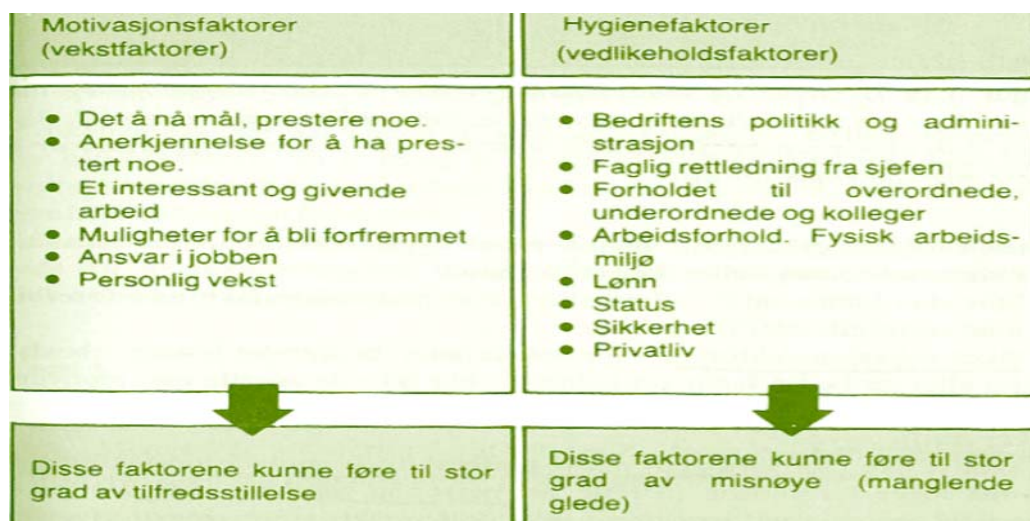 Motivasjonsfaktorer
(vekstfaktorer)
Hygienefaktorer
(vedlikeholdsfaktorer)
• Det å nå mål, prestere noe.
• Anerkjennelse for å ha pres-
tert noe.
• Et interessant og givende
arbeid
• Muligheter for å bli forfremmet
• Ansvar i jobben
• Personlig vekst
• Bedriftens politikk og admini-
strasjon
• Faglig rettledning fra sjefen
• Forholdet til overordnede,
underordnede og kolleger
• Arbeidsforhold. Fysisk arbeids-
miljø
• Lønn
• Status
• Sikkerhet
• Privatliv
Disse faktorene kunne føre til stor
grad av tilfredsstillelse
Disse faktorene kunne føre til stor
grad av misnøye (manglende
glede)